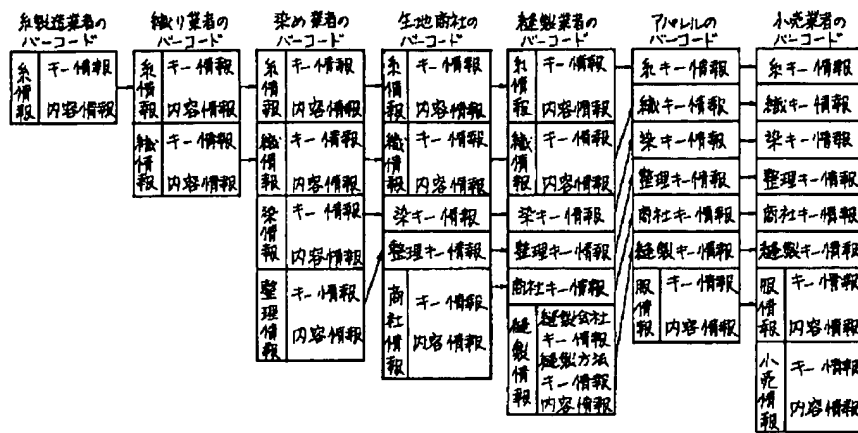 糸製造業者の
バーコード
糸情報
キー情報
内容情報
織り業者の
バーコード
糸情報
キー情報
内容情報
織情報
キー情報
内容情報
染め業者の
バーコード
糸情報
キー情報
内容情報
織情報
キー情報
内容情報
染情報
キー情報
内容情報
整理情報
キー情報
内容情報
生地商社の
バーコード
糸情報
キー情報
内容情報
織情報
キー情報
内容情報
染キー情報
整理キー情報
商社情報
キー情報
内容情報
縫製業者の
バーコード
糸情報
キー情報
内容情報
織情報
キー情報
内容情報
染キー情報
整理キー情報
商社キー情報
縫製情報
縫製会社
キー情報
縫製方法
キー情報
内容情報
アパレルの
バーコード
糸キー情報
織キー情報
染キー情報
整理キー情報
商社キー情報
縫製キー情報
服情報
キー情報
内容情報
小売業者の
バーコード
糸キー情報
織キー情報
染キー情報
整理キー情報
商社キー情報
縫製キー情報
服情報
キー情報
内容情報
小売情報
キー情報
内容情報